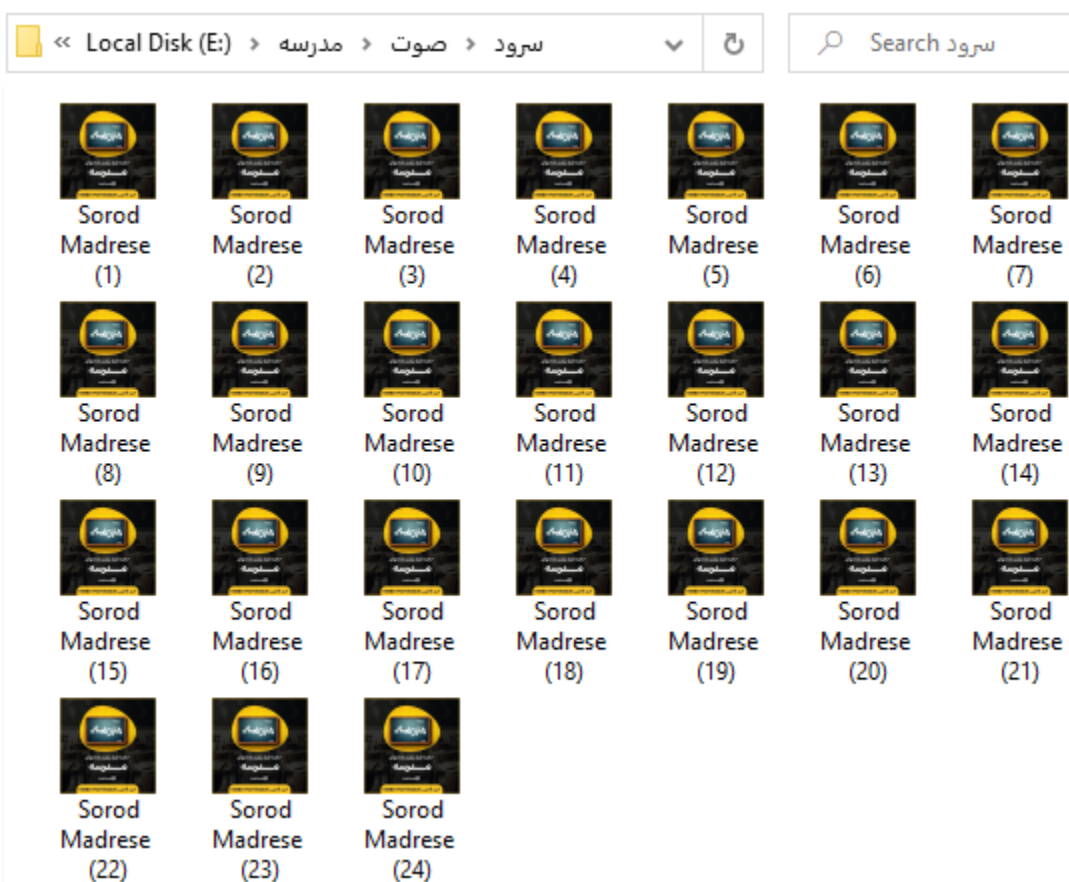 « Local Disk (E:) › مدرسه › صوت › سرود
Search سرود
Sorod Madrese (1)
Sorod Madrese (2)
Sorod Madrese (3)
Sorod Madrese (4)
Sorod Madrese (5)
Sorod Madrese (6)
Sorod Madrese (7)
Sorod Madrese (8)
Sorod Madrese (9)
Sorod Madrese (10)
Sorod Madrese (11)
Sorod Madrese (12)
Sorod Madrese (13)
Sorod Madrese (14)
Sorod Madrese (15)
Sorod Madrese (16)
Sorod Madrese (17)
Sorod Madrese (18)
Sorod Madrese (19)
Sorod Madrese (20)
Sorod Madrese (21)
Sorod Madrese (22)
Sorod Madrese (23)
Sorod Madrese (24)